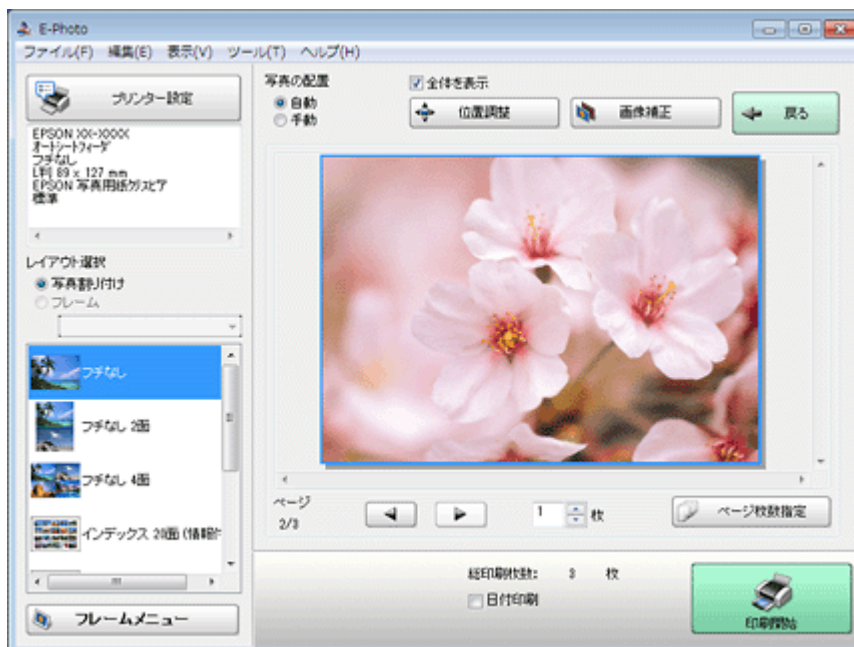 E-Photo
ファイル(F) 編集(E) 表示(V) ツール(T) ヘルプ(H)
プリンター設定
EPSON XX-XXXX
オートシートフィーダ
フチなし
L判 89 x 127 mm
EPSON 写真用紙クリスピア
標準
レイアウト選択
写真割り付け
フレーム
フチなし
フチなし 2面
フチなし 4面
インデックス 20面 (情報付
フレームメニュー
写真の配置
自動
手動
全体を表示
位置調整
画像補正
戻る
ページ
2/3
1 枚
ページ枚数指定
総印刷枚数: 3 枚
日付印刷
印刷開始